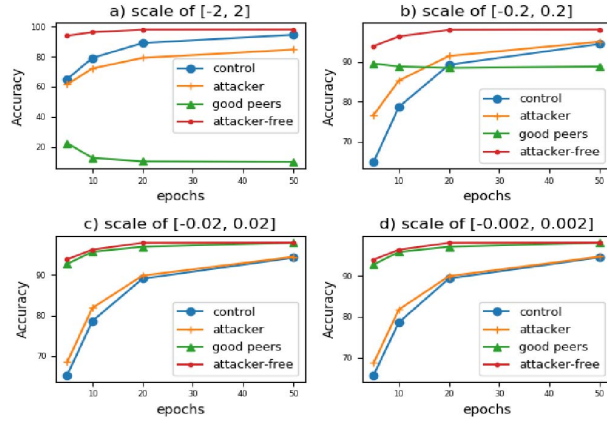 a) scale of [-2, 2]
100
80
60
40
20
Accuracy
control
attacker
good peers
attacker-free
10 20 30 40 50
epochs
b) scale of [-0.2, 0.2]
90
80
70
Accuracy
control
attacker
good peers
attacker-free
10 20 30 40 50
epochs
c) scale of [-0.02, 0.02]
90
80
70
Accuracy
control
attacker
good peers
attacker-free
10 20 30 40 50
epochs
d) scale of [-0.002, 0.002]
90
80
70
Accuracy
control
attacker
good peers
attacker-free
10 20 30 40 50
epochs